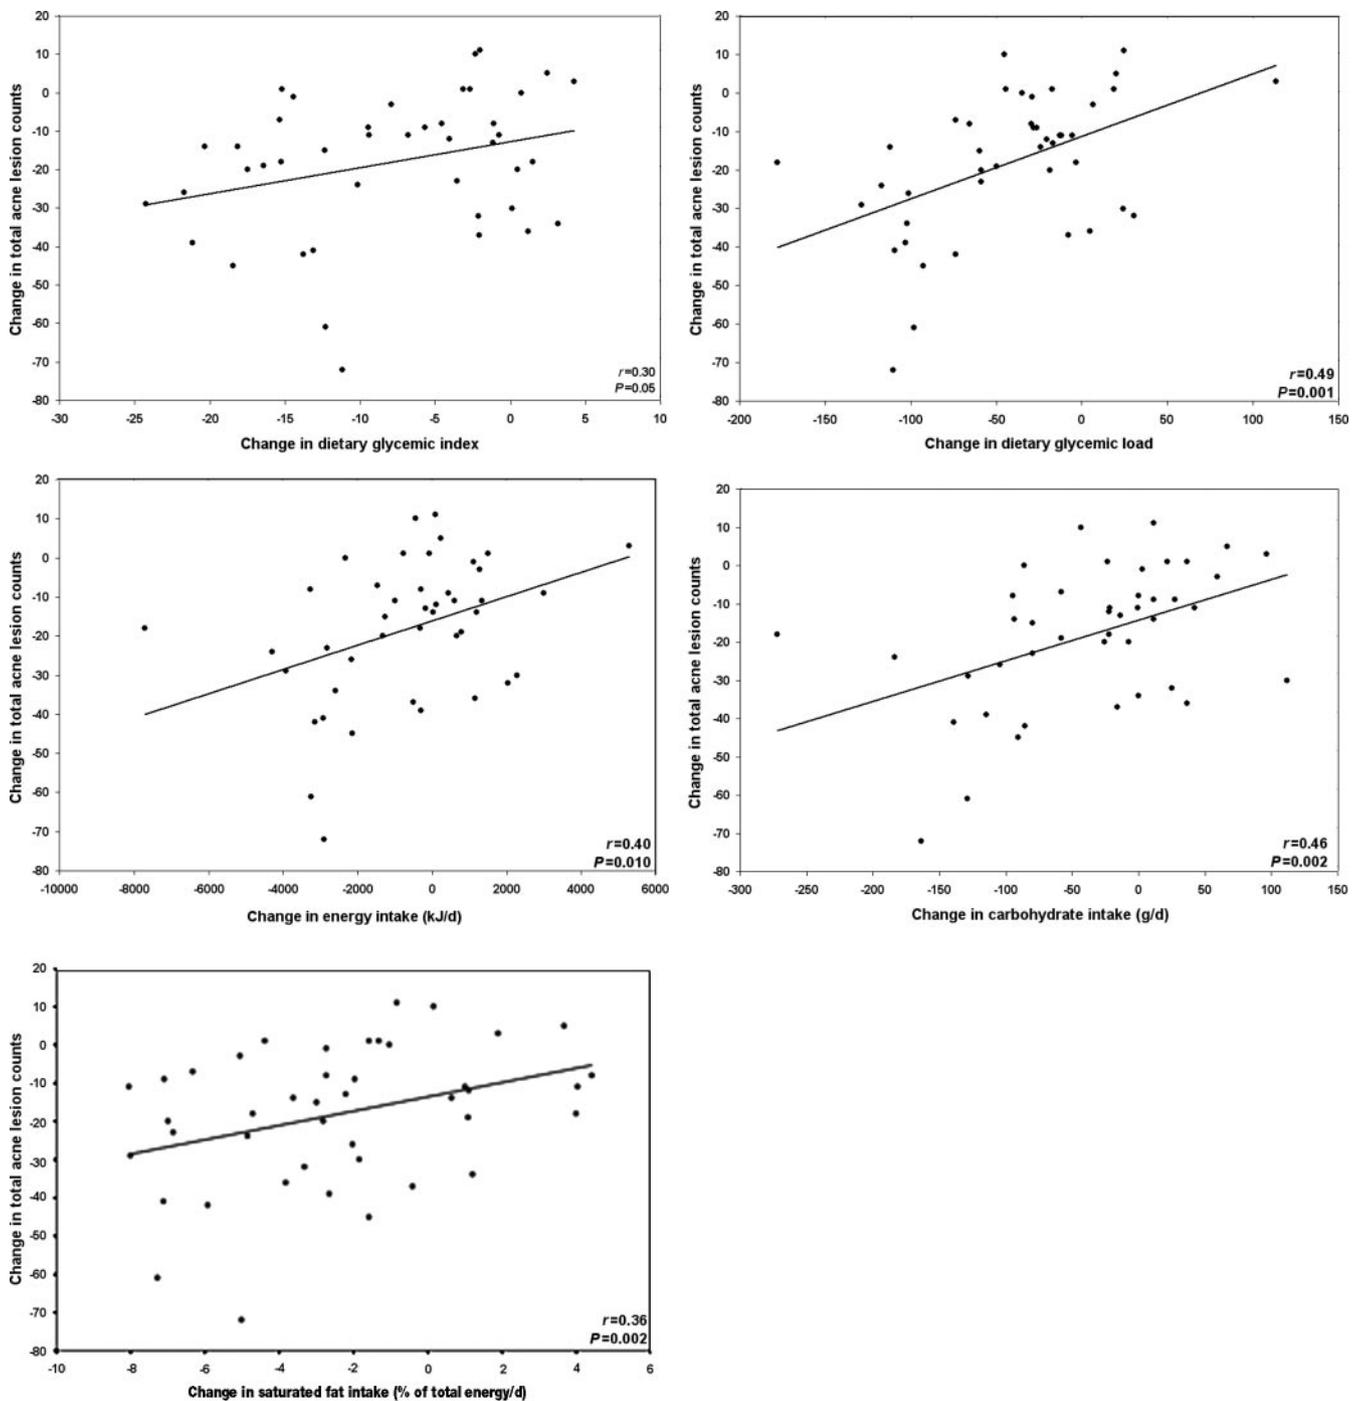 20
10
0
-10
-20
-30
-40
-50
-60
-70
-80
Change in total acne lesion counts
-30 -25 -20 -15 -10 -5 0 5 10
Change in dietary glycemic index
r=0.30
P=0.05
20
10
0
-10
-20
-30
-40
-50
-60
-70
-80
Change in total acne lesion counts
-200 -150 -100 -50 0 50 100 150
Change in dietary glycemic load
r=0.49
P=0.001
20
10
0
-10
-20
-30
-40
-50
-60
-70
-80
Change in total acne lesion counts
-10000 -8000 -6000 -4000 -2000 0 2000 4000 6000
Change in energy intake (kJ/d)
r=0.40
P=0.010
20
10
0
-10
-20
-30
-40
-50
-60
-70
-80
Change in total acne lesion counts
-300 -250 -200 -150 -100 -50 0 50 100 150
Change in carbohydrate intake (g/d)
r=0.46
P=0.002
20
10
0
-10
-20
-30
-40
-50
-60
-70
-80
Change in total acne lesion counts
-10 -8 -6 -4 -2 0 2 4 6
Change in saturated fat intake (% of total energy/d)
r=0.36
P=0.002